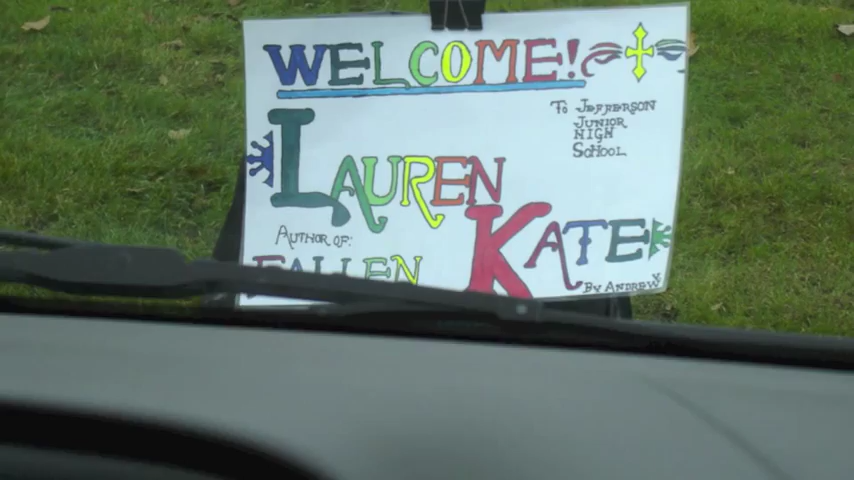 WELCOME!
To JEFFERSON
JUNIOR
HIGH
SCHOOL
LAUREN
KATE
AUTHOR OF:
FALLEN
BY ANDREW